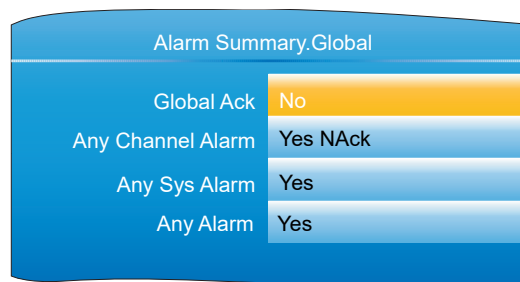 Alarm Summary.Global
Global Ack No
Any Channel Alarm Yes NAck
Any Sys Alarm Yes
Any Alarm Yes